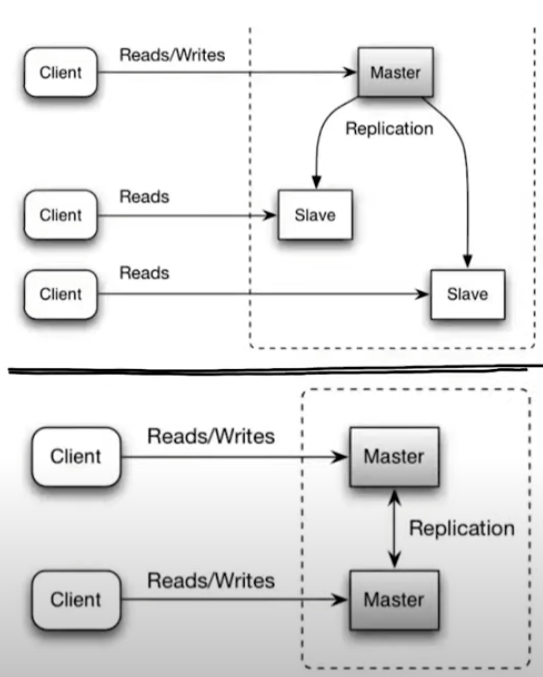 Reads/Writes
Client
Master
Replication
Reads
Client
Slave
Reads
Client
Slave
Reads/Writes
Client
Master
Replication
Reads/Writes
Client
Master